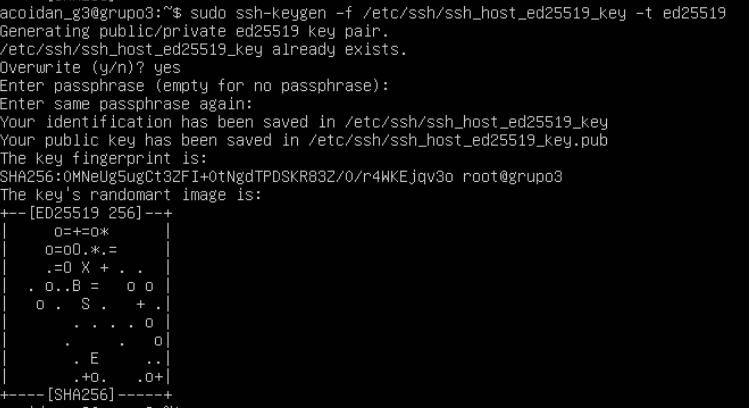 acoidan_g3@grupo3:~$ sudo ssh-keygen -f /etc/ssh/ssh_host_ed25519_key -t ed25519
Generating public/private ed25519 key pair.
/etc/ssh/ssh_host_ed25519_key already exists.
Overwrite (y/n)? yes
Enter passphrase (empty for no passphrase):
Enter same passphrase again:
Your identification has been saved in /etc/ssh/ssh_host_ed25519_key
Your public key has been saved in /etc/ssh/ssh_host_ed25519_key.pub
The key fingerprint is:
SHA256:OMNeUg5ugCt3ZFI+OtNgdTPDSKR83Z/O/r4WKEjqv3o root@grupo3
The key's randomart image is:
+--[ED25519 256]--+
|     o=+=o*      |
|    o=oO.*.=     |
|    .=O X + . .  |
|  . o..B =   o o |
|   o .  S .   + .|
|       . . . . o |
|      .     .   o|
|       . E     ..|
|       .+o.   .o+|
+----[SHA256]-----+